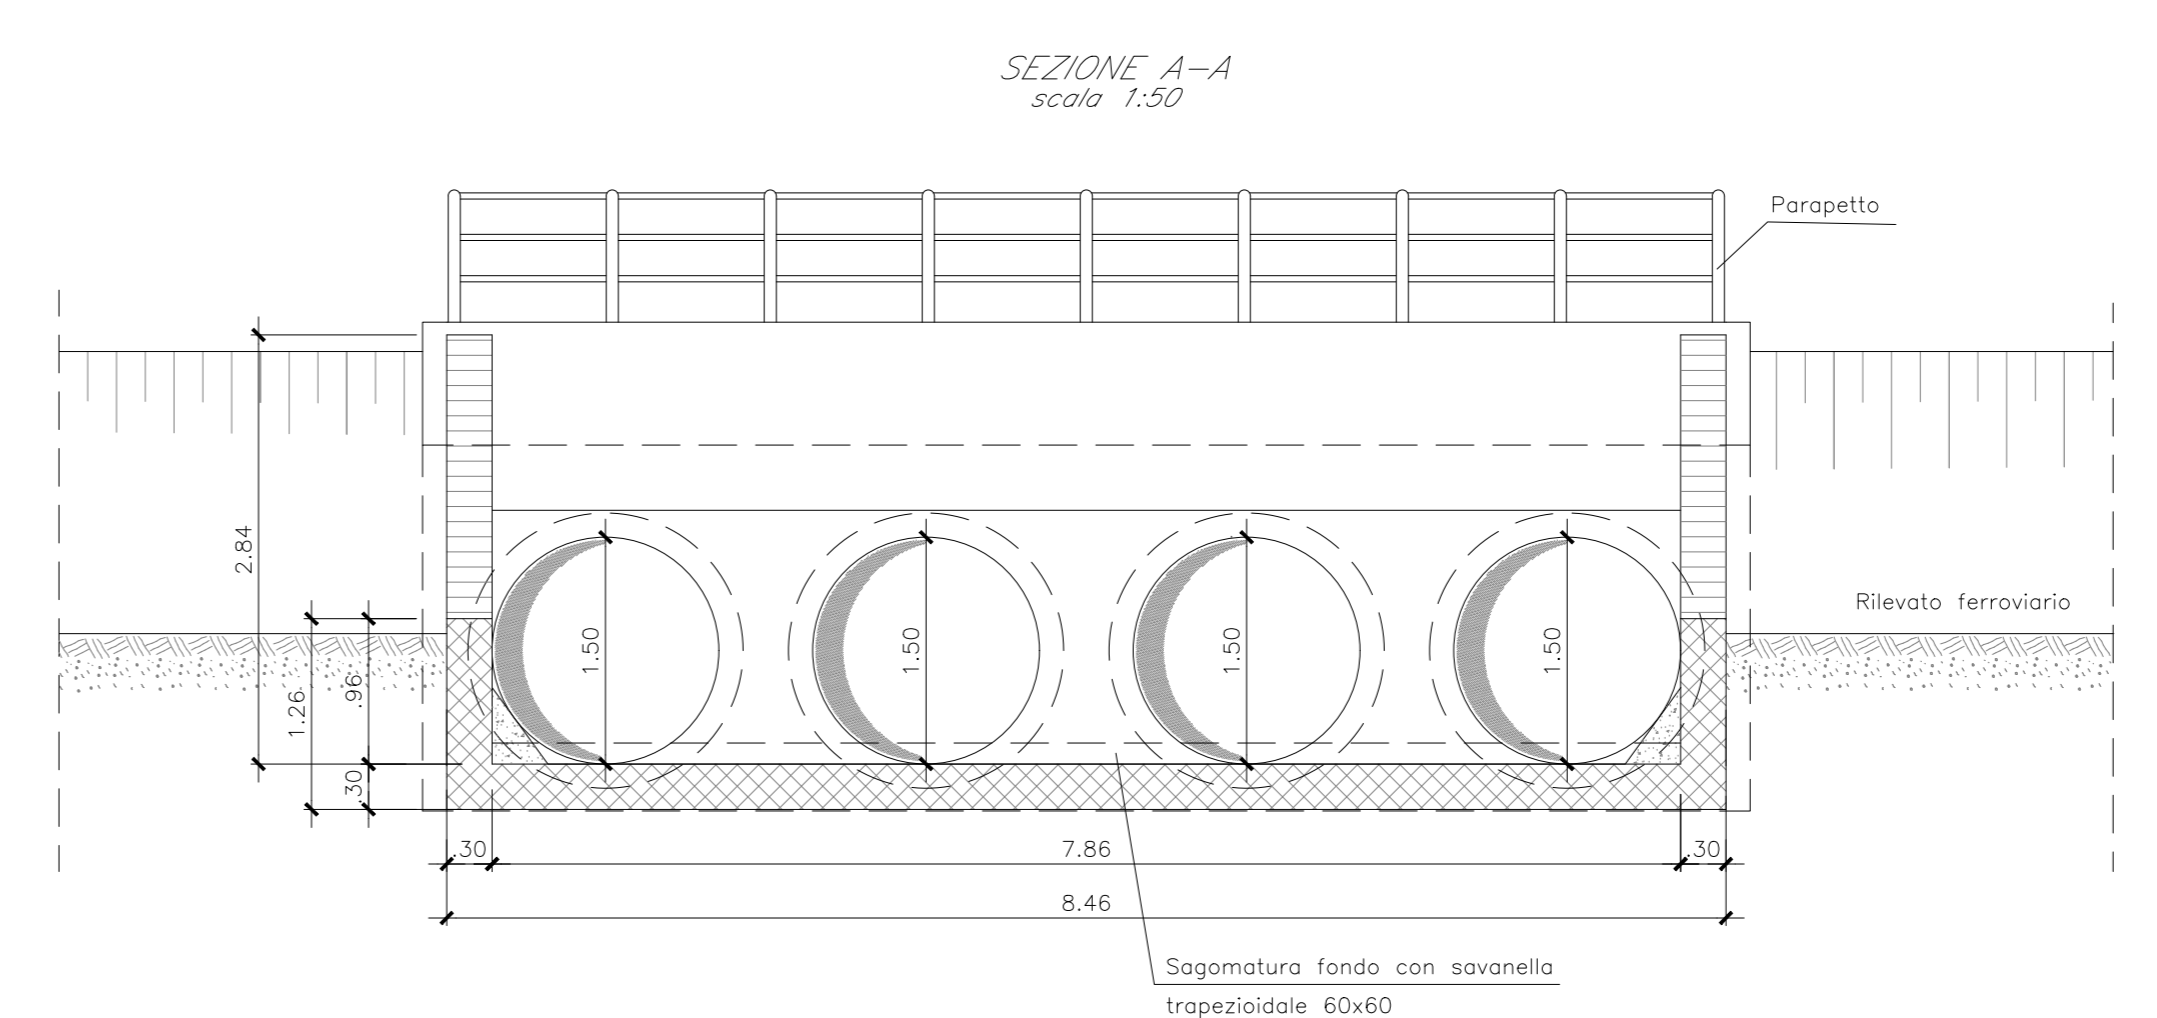 SEZIONE A-A
scala 1:50
Parapetto
2.84
1.26
.96
.30
1.50
1.50
1.50
1.50
Rilevato ferroviario
.30
7.86
.30
8.46
Sagomatura fondo con savanella
trapezioidale 60x60